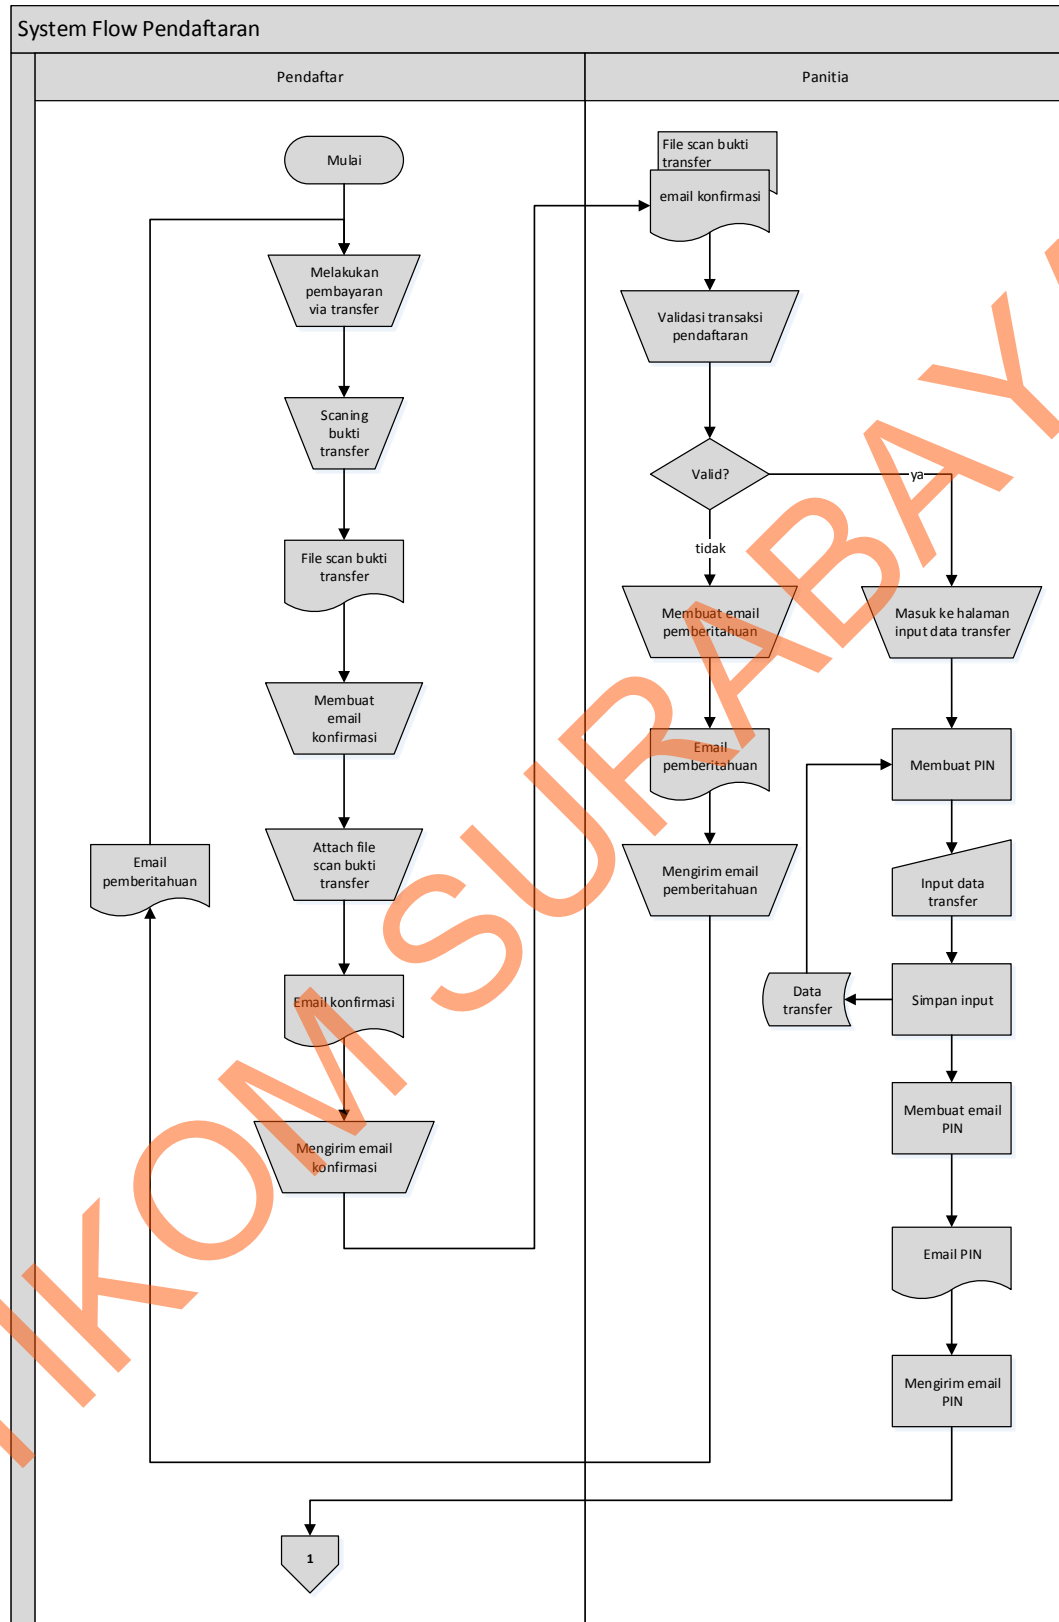 System Flow Pendaftaran
Pendaftar
Panitia
Mulai
Melakukan
pembayaran
via transfer
Scaning
bukti
transfer
File scan bukti
transfer
Membuat
email
konfirmasi
Attach file
scan bukti
transfer
Email konfirmasi
Mengirim email
konfirmasi
Email
pemberitahuan
1
File scan bukti
transfer
email konfirmasi
Validasi transaksi
pendaftaran
Valid?
ya
tidak
Membuat email
pemberitahuan
Email
pemberitahuan
Mengirim email
pemberitahuan
Masuk ke halaman
input data transfer
Membuat PIN
Input data
transfer
Simpan input
Data
transfer
Membuat email
PIN
Email PIN
Mengirim email
PIN
IKOM SURABAYA